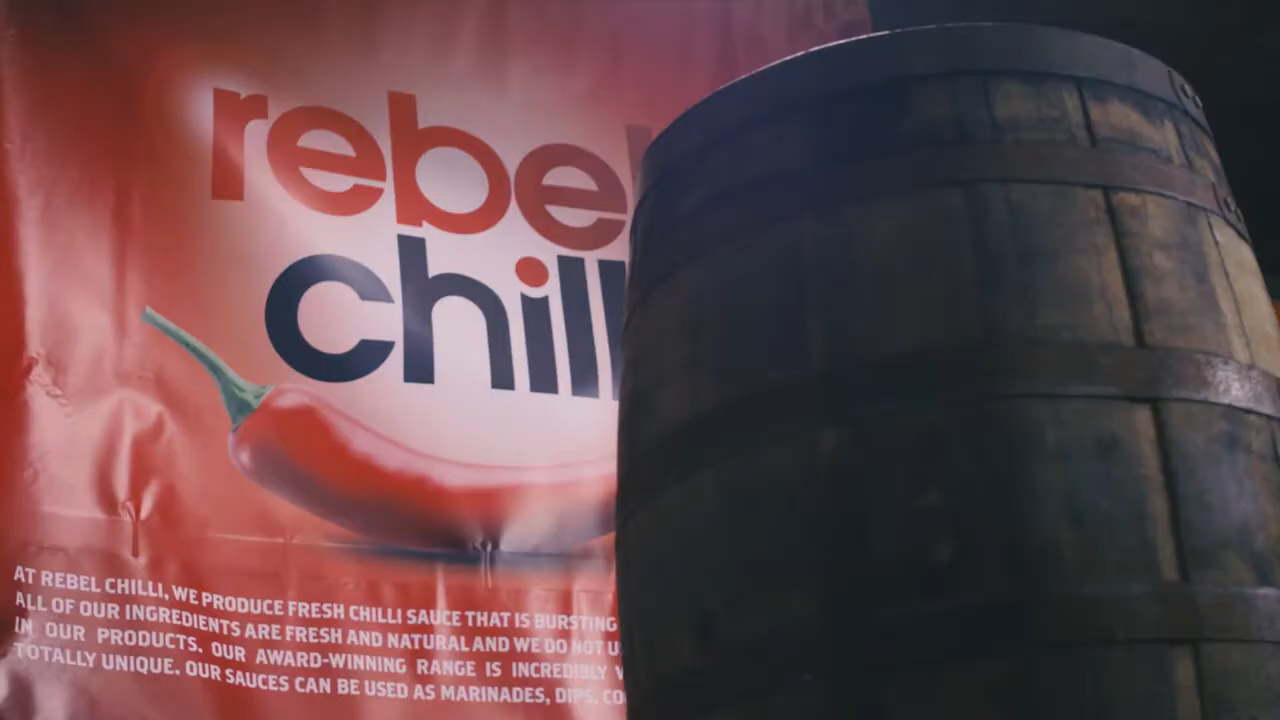 rebel
chill
AT REBEL CHILLI, WE PRODUCE FRESH CHILLI SAUCE THAT IS BURSTING
ALL OF OUR INGREDIENTS ARE FRESH AND NATURAL AND WE DO NOT
IN OUR PRODUCTS. OUR AWARD-WINNING RANGE IS INCREDIBLY
TOTALLY UNIQUE. OUR SAUCES CAN BE USED AS MARINADES, DIPS,